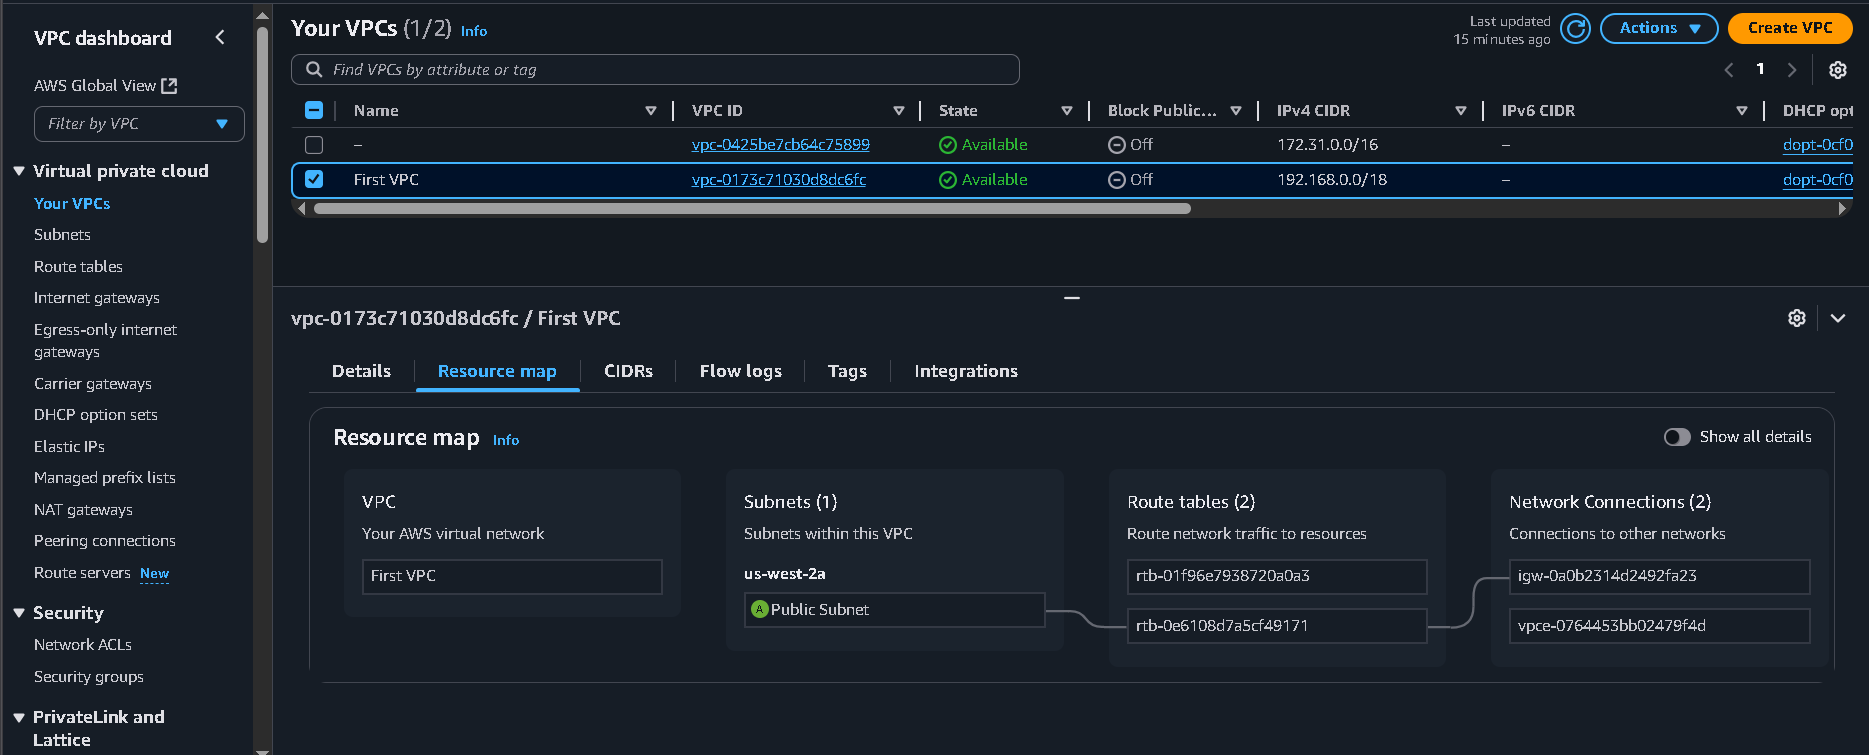 VPC dashboard
AWS Global View
Filter by VPC
Virtual private cloud
Your VPCs
Subnets
Route tables
Internet gateways
Egress-only internet
gateways
Carrier gateways
DHCP option sets
Elastic IPs
Managed prefix lists
NAT gateways
Peering connections
Route servers New
Security
Network ACLs
Security groups
PrivateLink and
Lattice
Your VPCs (1/2) Info
Last updated
15 minutes ago
Actions
Create VPC
Find VPCs by attribute or tag
1
Name VPC ID State Block Public... IPv4 CIDR IPv6 CIDR DHCP opt
– vpc-0425be7cb64c75899 Available Off 172.31.0.0/16 – dopt-0cf0
First VPC vpc-0173c71030d8dc6fc Available Off 192.168.0.0/18 – dopt-0cf0
vpc-0173c71030d8dc6fc / First VPC
Details Resource map CIDRs Flow logs Tags Integrations
Resource map Info
Show all details
VPC
Your AWS virtual network
First VPC
Subnets (1)
Subnets within this VPC
us-west-2a
A Public Subnet
Route tables (2)
Route network traffic to resources
rtb-01f96e7938720a0a3
rtb-0e6108d7a5cf49171
Network Connections (2)
Connections to other networks
igw-0a0b2314d2492fa23
vpce-0764453bb02479f4d